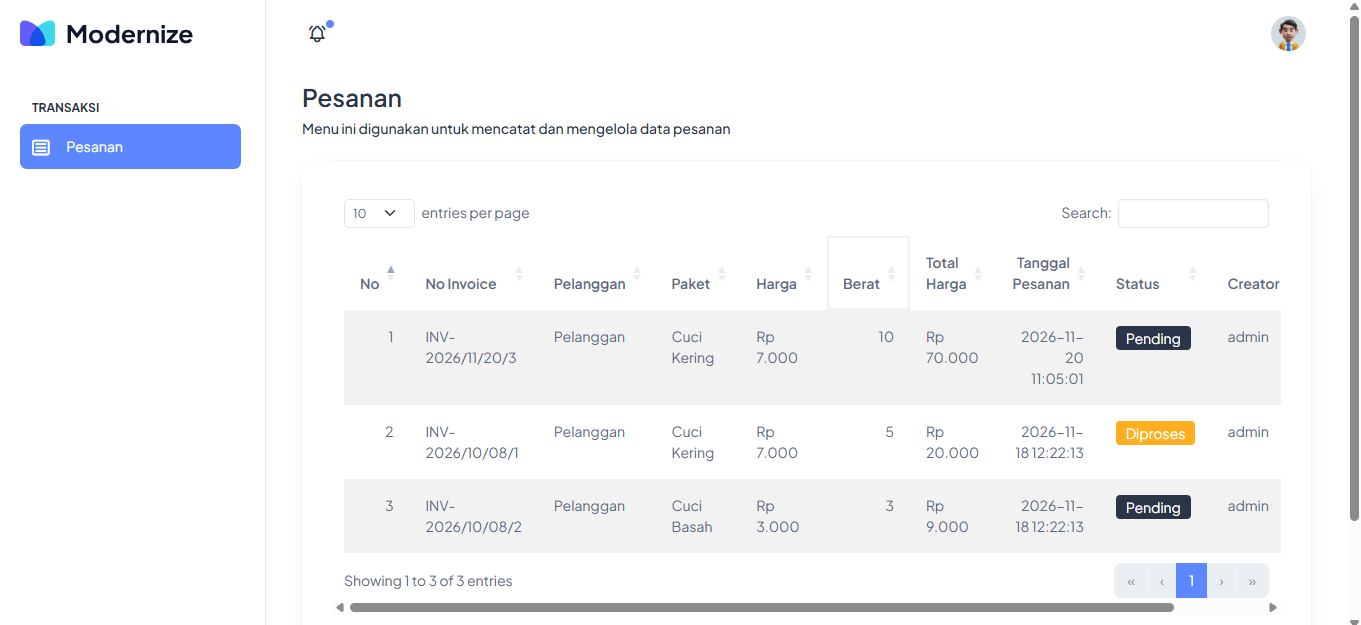 Modernize
TRANSAKSI
Pesanan
Pesanan
Menu ini digunakan untuk mencatat dan mengelola data pesanan
10 entries per page Search:
No No Invoice Pelanggan Paket Harga Berat Total Harga Tanggal Pesanan Status Creator
1 INV- Pelanggan Cuci Rp 10 Rp 2026-11- Pending admin
2026/11/20/3 Kering 7.000 70.000 20
11:05:01
2 INV- Pelanggan Cuci Rp 5 Rp 2026-11- Diproses admin
2026/10/08/1 Kering 7.000 20.000 18 12:22:13
3 INV- Pelanggan Cuci Rp 3 Rp 2026-11- Pending admin
2026/10/08/2 Basah 3.000 9.000 18 12:22:13
Showing 1 to 3 of 3 entries « ‹ 1 › »